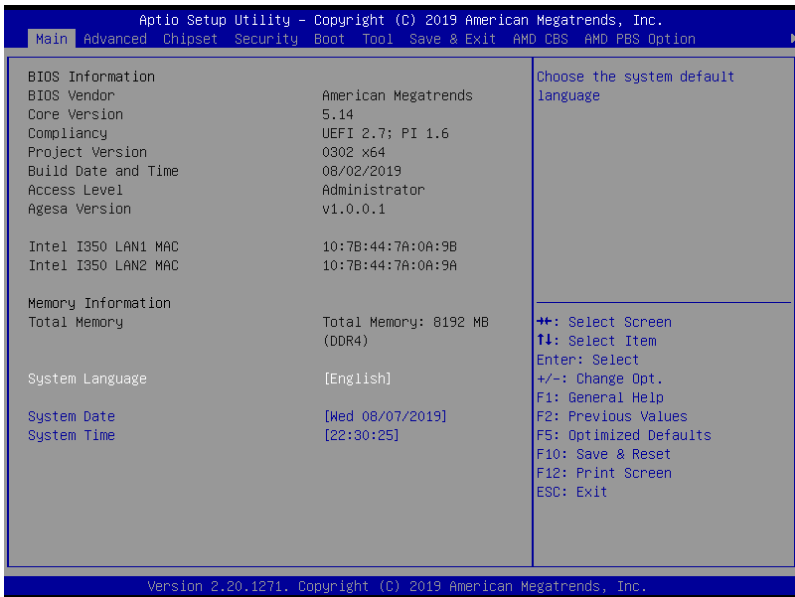 Aptio Setup Utility – Copyright (C) 2019 American Megatrends, Inc.
Main Advanced Chipset Security Boot Tool Save & Exit AMD CBS AMD PBS Option
BIOS Information
BIOS Vendor American Megatrends
Core Version 5.14
Compliancy UEFI 2.7; PI 1.6
Project Version 0302 x64
Build Date and Time 08/02/2019
Access Level Administrator
Agesa Version v1.0.0.1
Intel I350 LAN1 MAC 10:7B:44:7A:0A:9B
Intel I350 LAN2 MAC 10:7B:44:7A:0A:9A
Memory Information
Total Memory Total Memory: 8192 MB
(DDR4)
System Language [English]
System Date [Wed 08/07/2019]
System Time [22:30:25]
Choose the system default
language
→←: Select Screen
↑↓: Select Item
Enter: Select
+/-: Change Opt.
F1: General Help
F2: Previous Values
F5: Optimized Defaults
F10: Save & Reset
F12: Print Screen
ESC: Exit
Version 2.20.1271. Copyright (C) 2019 American Megatrends, Inc.